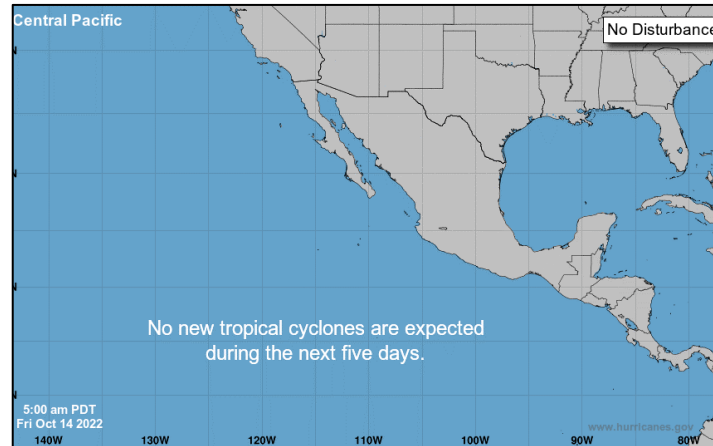 Central Pacific
No Disturbance
No new tropical cyclones are expected
during the next five days.
5:00 am PDT
Fri Oct 14 2022
www.hurricanes.gov
140W 130W 120W 110W 100W 90W 80W